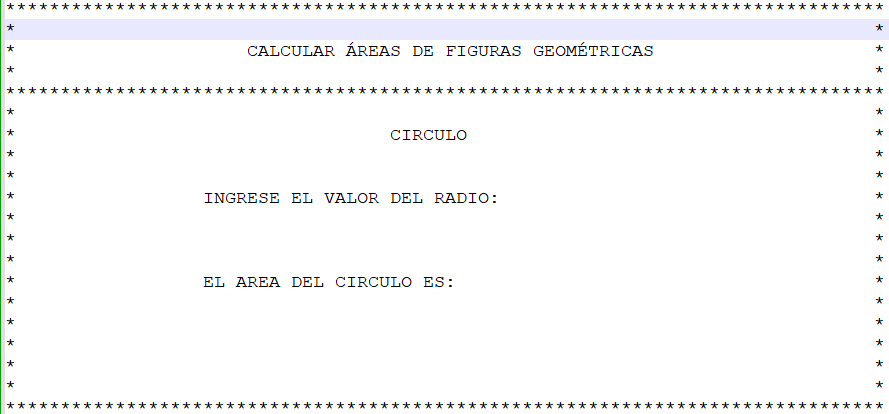 CALCULAR ÁREAS DE FIGURAS GEOMÉTRICAS
CIRCULO
INGRESE EL VALOR DEL RADIO:
EL AREA DEL CIRCULO ES: